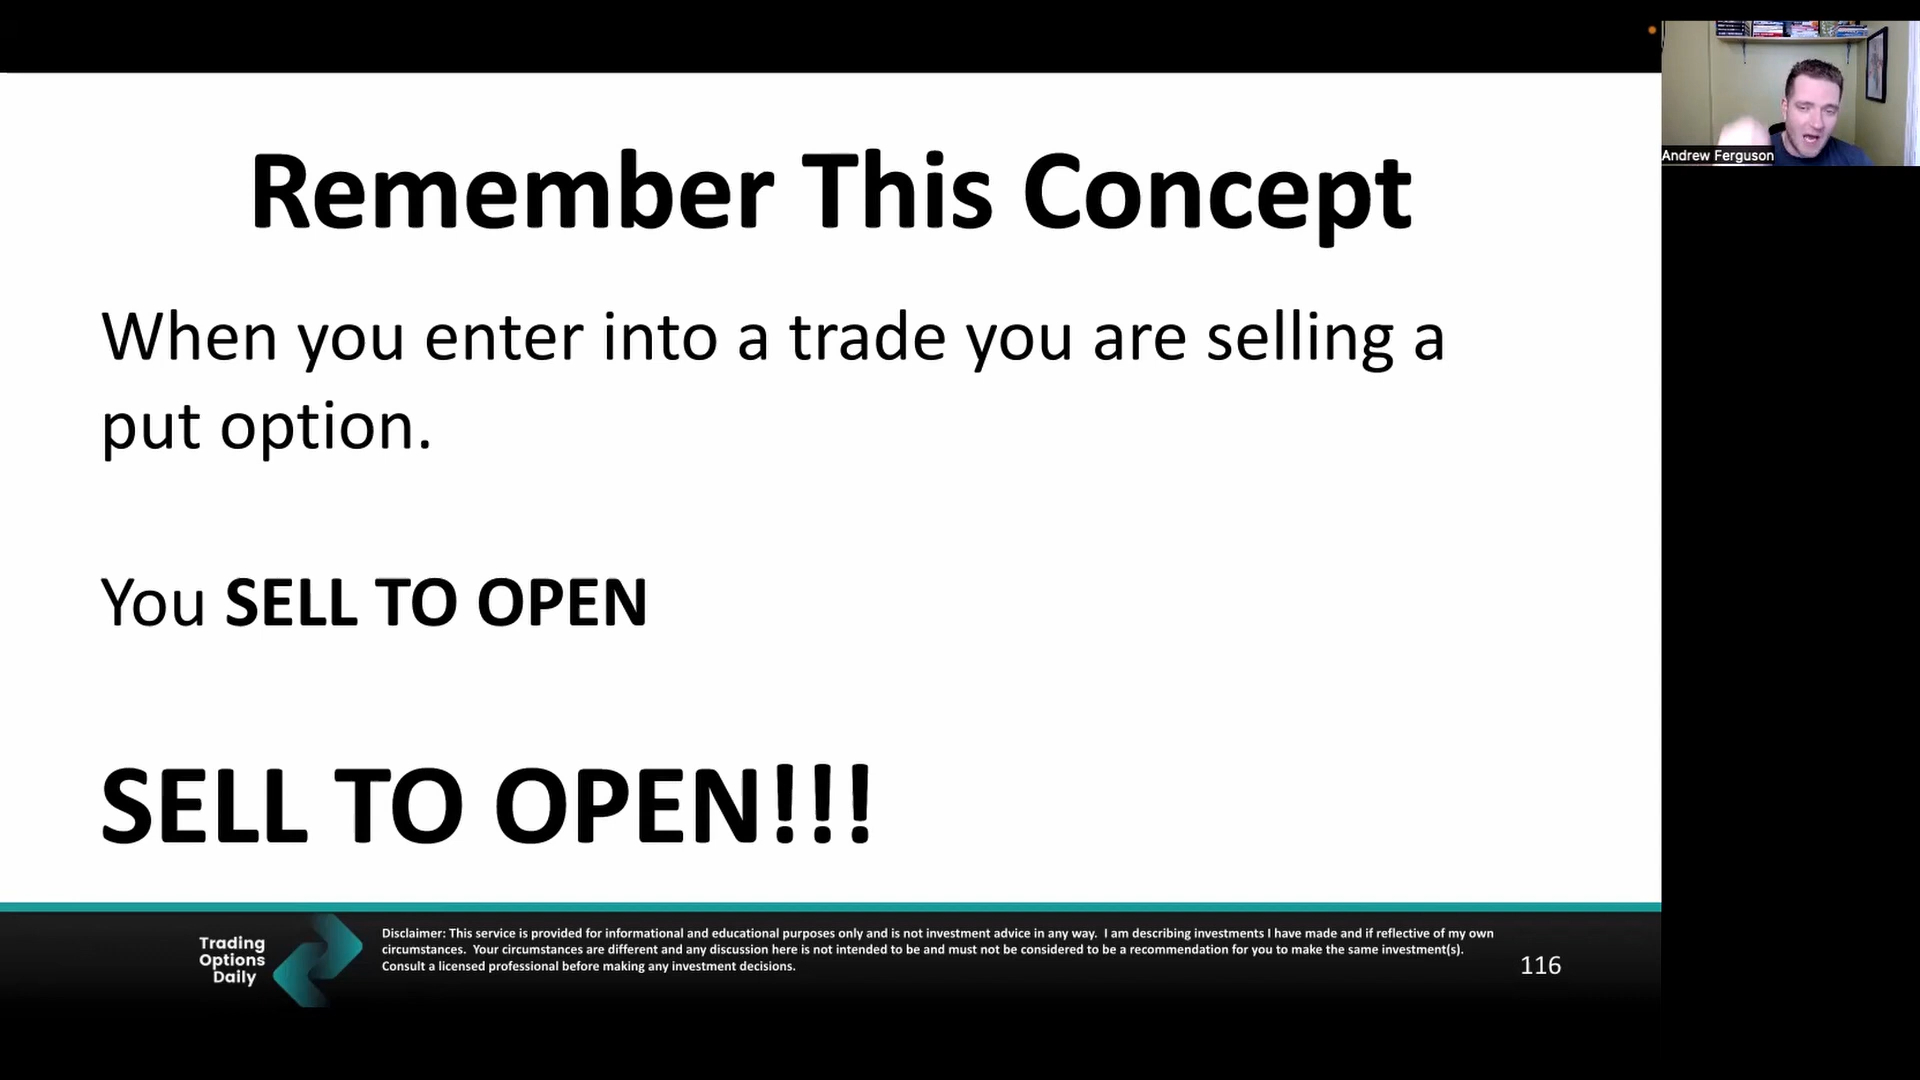 Andrew Ferguson
Remember This Concept
When you enter into a trade you are selling a
put option.
You SELL TO OPEN
SELL TO OPEN!!!
Trading
Options
Daily
Disclaimer: This service is provided for informational and educational purposes only and is not investment advice in any way.  I am describing investments I have made and if reflective of my own
circumstances.  Your circumstances are different and any discussion here is not intended to be and must not be considered to be a recommendation for you to make the same investment(s).
Consult a licensed professional before making any investment decisions.
116